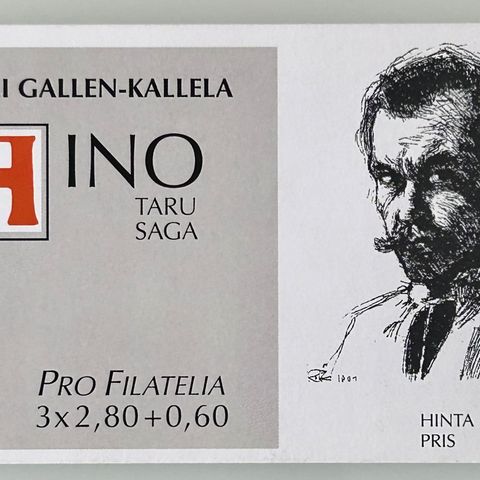 I GALLEN-KALLELA
AINO
TARU
SAGA
PRO FILATELIA
3x2,80+0,60
HINTA
PRIS